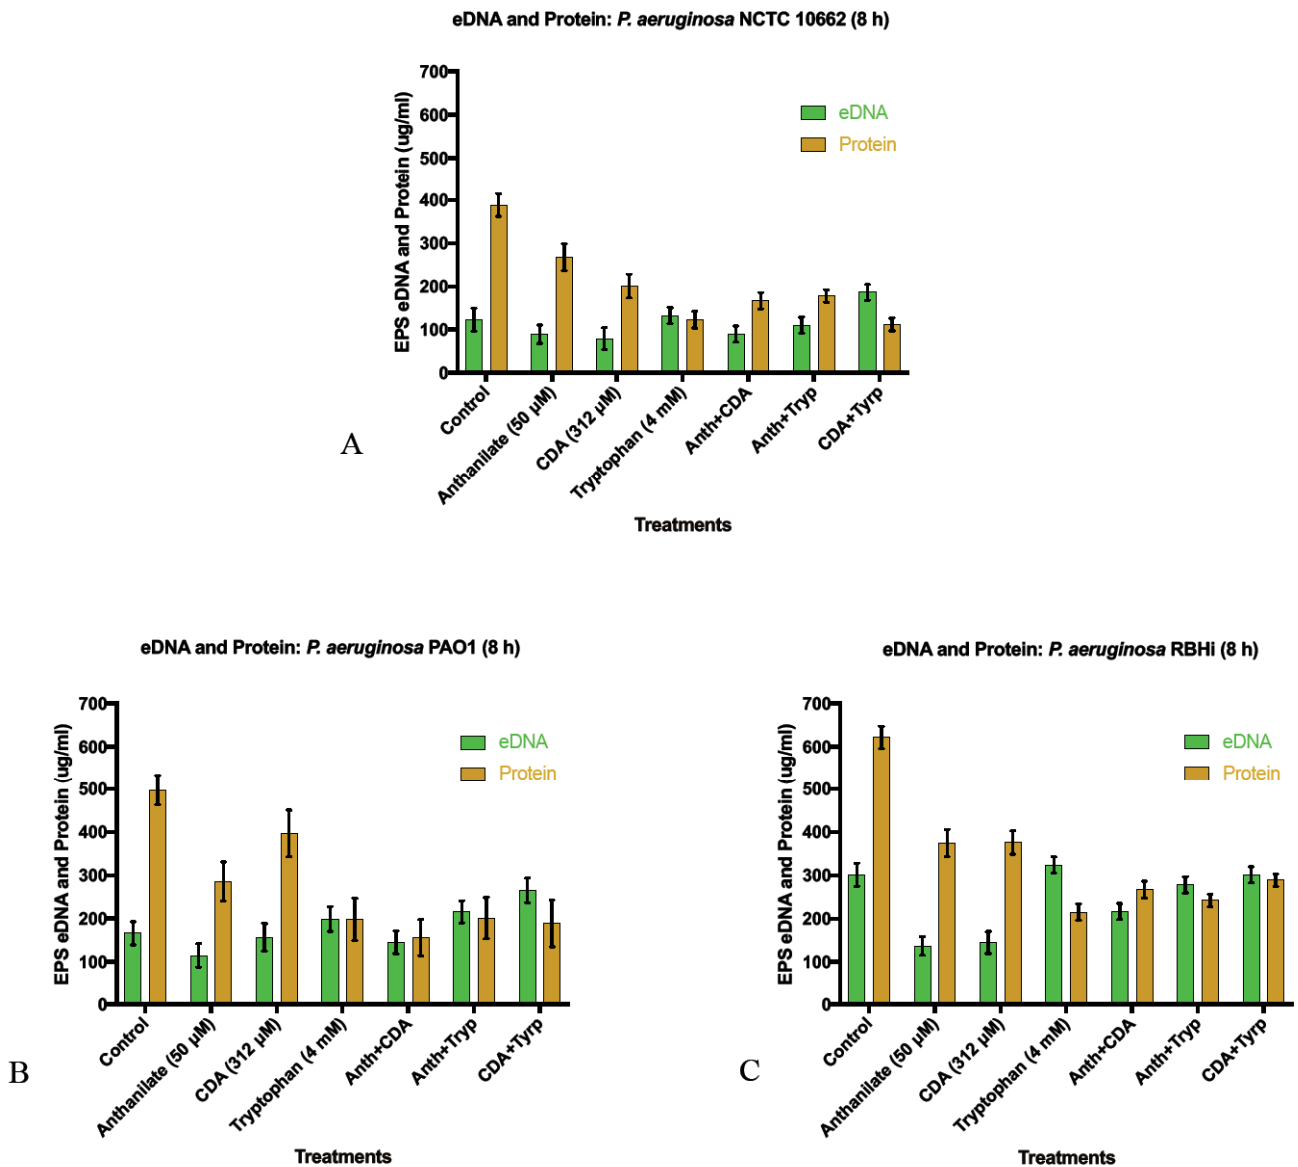 eDNA and Protein: P. aeruginosa NCTC 10662 (8 h)
EPS eDNA and Protein (ug/ml)
700
600
500
400
300
200
100
0
eDNA
Protein
Control
Anthanilate (50 µM)
CDA (312 µM)
Tryptophan (4 mM)
Anth+CDA
Anth+Tryp
CDA+Tyrp
Treatments
A
eDNA and Protein: P. aeruginosa PAO1 (8 h)
EPS eDNA and Protein (ug/ml)
700
600
500
400
300
200
100
0
eDNA
Protein
Control
Anthanilate (50 µM)
CDA (312 µM)
Tryptophan (4 mM)
Anth+CDA
Anth+Tryp
CDA+Tyrp
Treatments
B
eDNA and Protein: P. aeruginosa RBHi (8 h)
EPS eDNA and Protein (ug/ml)
700
600
500
400
300
200
100
0
eDNA
Protein
Control
Anthanilate (50 µM)
CDA (312 µM)
Tryptophan (4 mM)
Anth+CDA
Anth+Tryp
CDA+Tyrp
Treatments
C